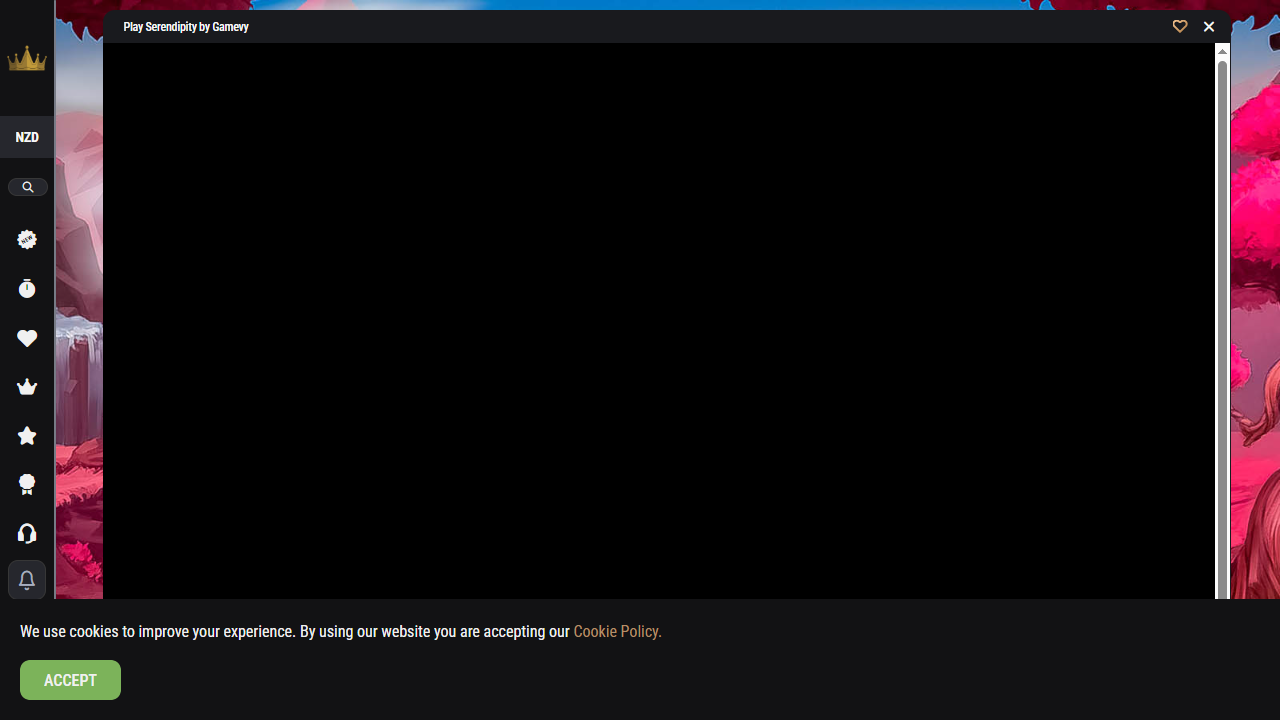 Play Serendipity by Gamevy
NZD
NEW
We use cookies to improve your experience. By using our website you are accepting our Cookie Policy.
ACCEPT